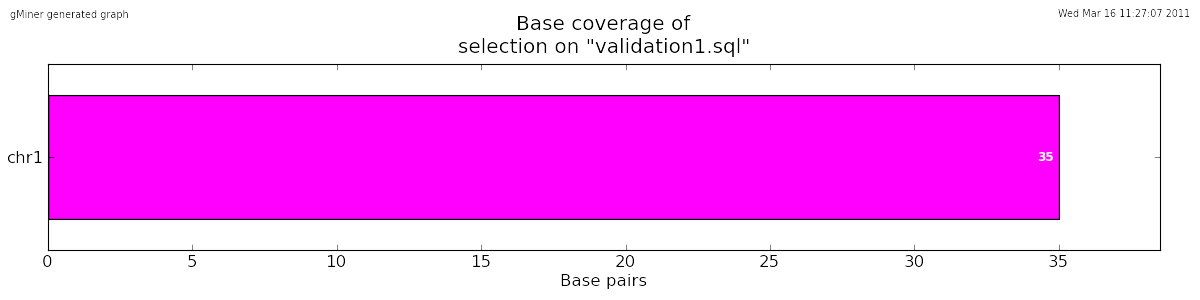 gMiner generated graph
Wed Mar 16 11:27:07 2011
Base coverage of
selection on "validation1.sql"
chr1
35
0 5 10 15 20 25 30 35
Base pairs